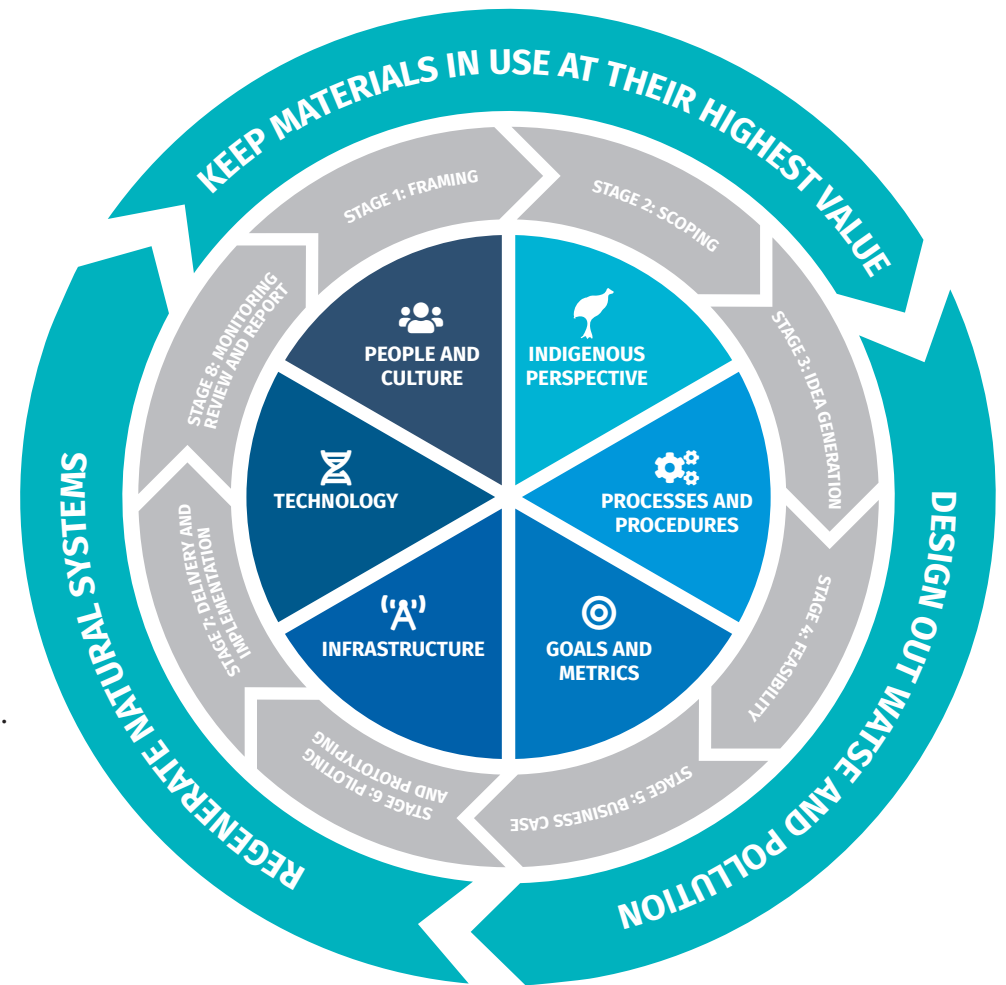 KEEP MATERIALS IN USE AT THEIR HIGHEST VALUE
DESIGN OUT WATSE AND POLLUTION
REGENERATE NATURAL SYSTEMS
STAGE 1: FRAMING
STAGE 2: SCOPING
STAGE 3: IDEA GENERATION
STAGE 4: FEASIBILITY
STAGE 5: BUSINESS CASE
STAGE 6: PILOTING
AND PROTOTYPING
STAGE 7: DELIVERY AND
IMPLEMENTATION
STAGE 8: MONITORING
REVIEW AND REPORT
PEOPLE AND
CULTURE
INDIGENOUS
PERSPECTIVE
PROCESSES AND
PROCEDURES
GOALS AND
METRICS
INFRASTRUCTURE
TECHNOLOGY
.